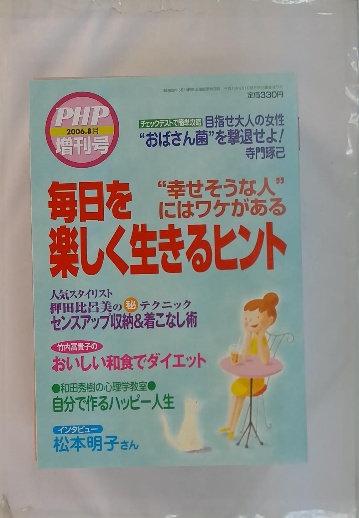 定価330円
PHP
2006.8月
増刊号
チェックテストで簡単攻略 目指せ大人の女性
“おばさん菌”を撃退せよ!
寺門琢己
毎日を
“幸せそうな人”
にはワケがある
楽しく生きるヒント
人気スタイリスト
押田比呂美の㊙テクニック
センスアップ収納&着こなし術
竹内冨貴子の
おいしい和食でダイエット
●和田秀樹の心理学教室●
自分で作るハッピー人生
インタビュー
松本明子さん